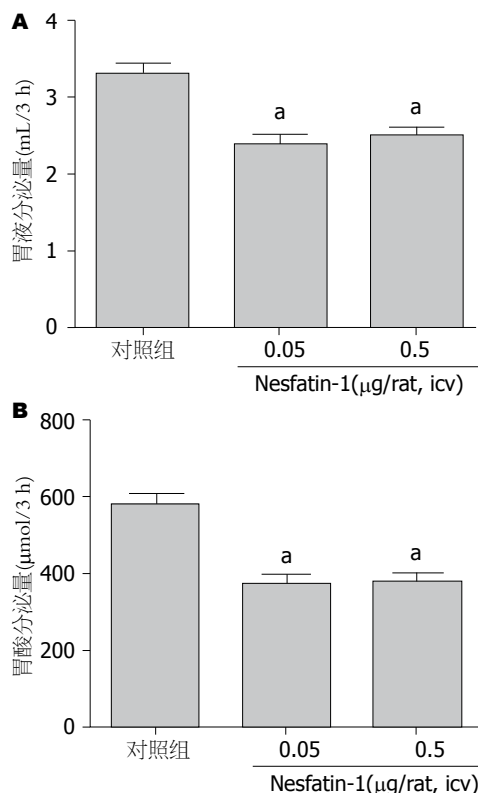 A
胃液分泌量(mL/3 h)
4
3
2
1
0
a
a
对照组
0.05
0.5
Nesfatin-1(μg/rat, icv)
B
胃酸分泌量(μmol/3 h)
800
600
400
200
0
a
a
对照组
0.05
0.5
Nesfatin-1(μg/rat, icv)